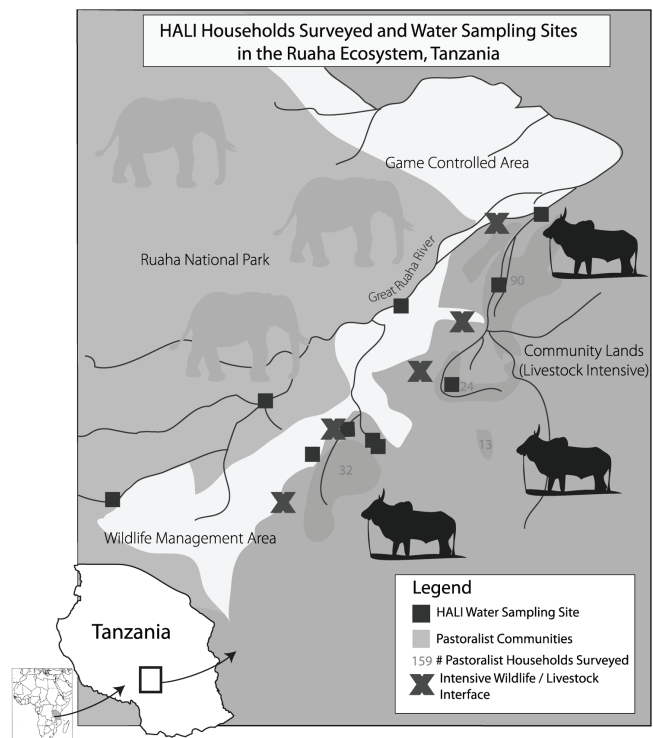 HALI Households Surveyed and Water Sampling Sites
in the Ruaha Ecosystem, Tanzania
Game Controlled Area
Ruaha National Park
Great Ruaha River
90
Community Lands
(Livestock Intensive)
24
13
32
Wildlife Management Area
Tanzania
Legend
HALI Water Sampling Site
Pastoralist Communities
159 # Pastoralist Households Surveyed
Intensive Wildlife / Livestock
Interface